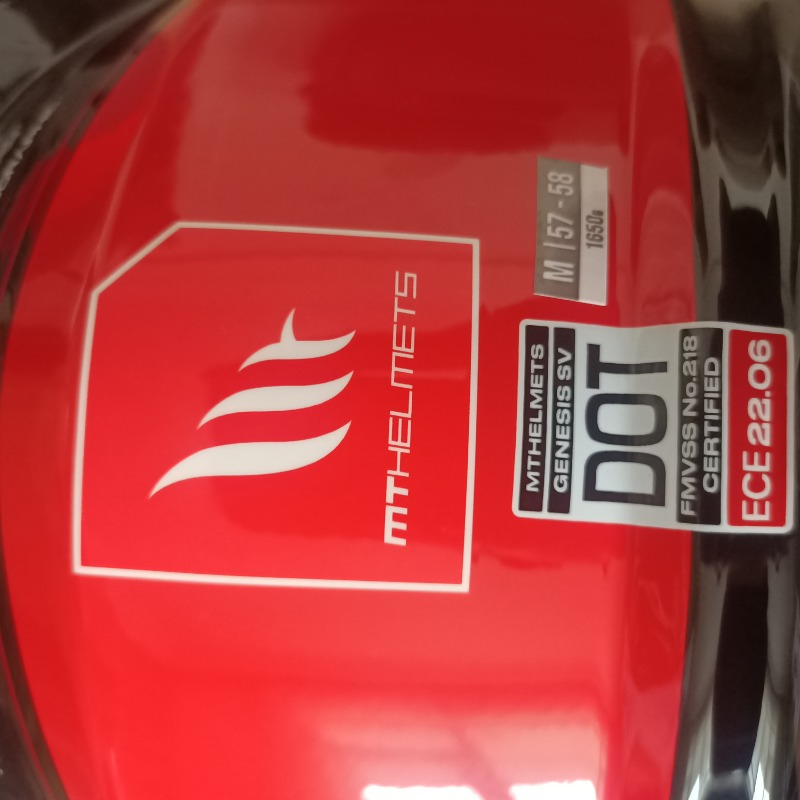 MTHELMETS
M | 57 - 58
1650g
MTHELMETS
GENESIS SV
DOT
FMVSS No.218
CERTIFIED
ECE 22.06